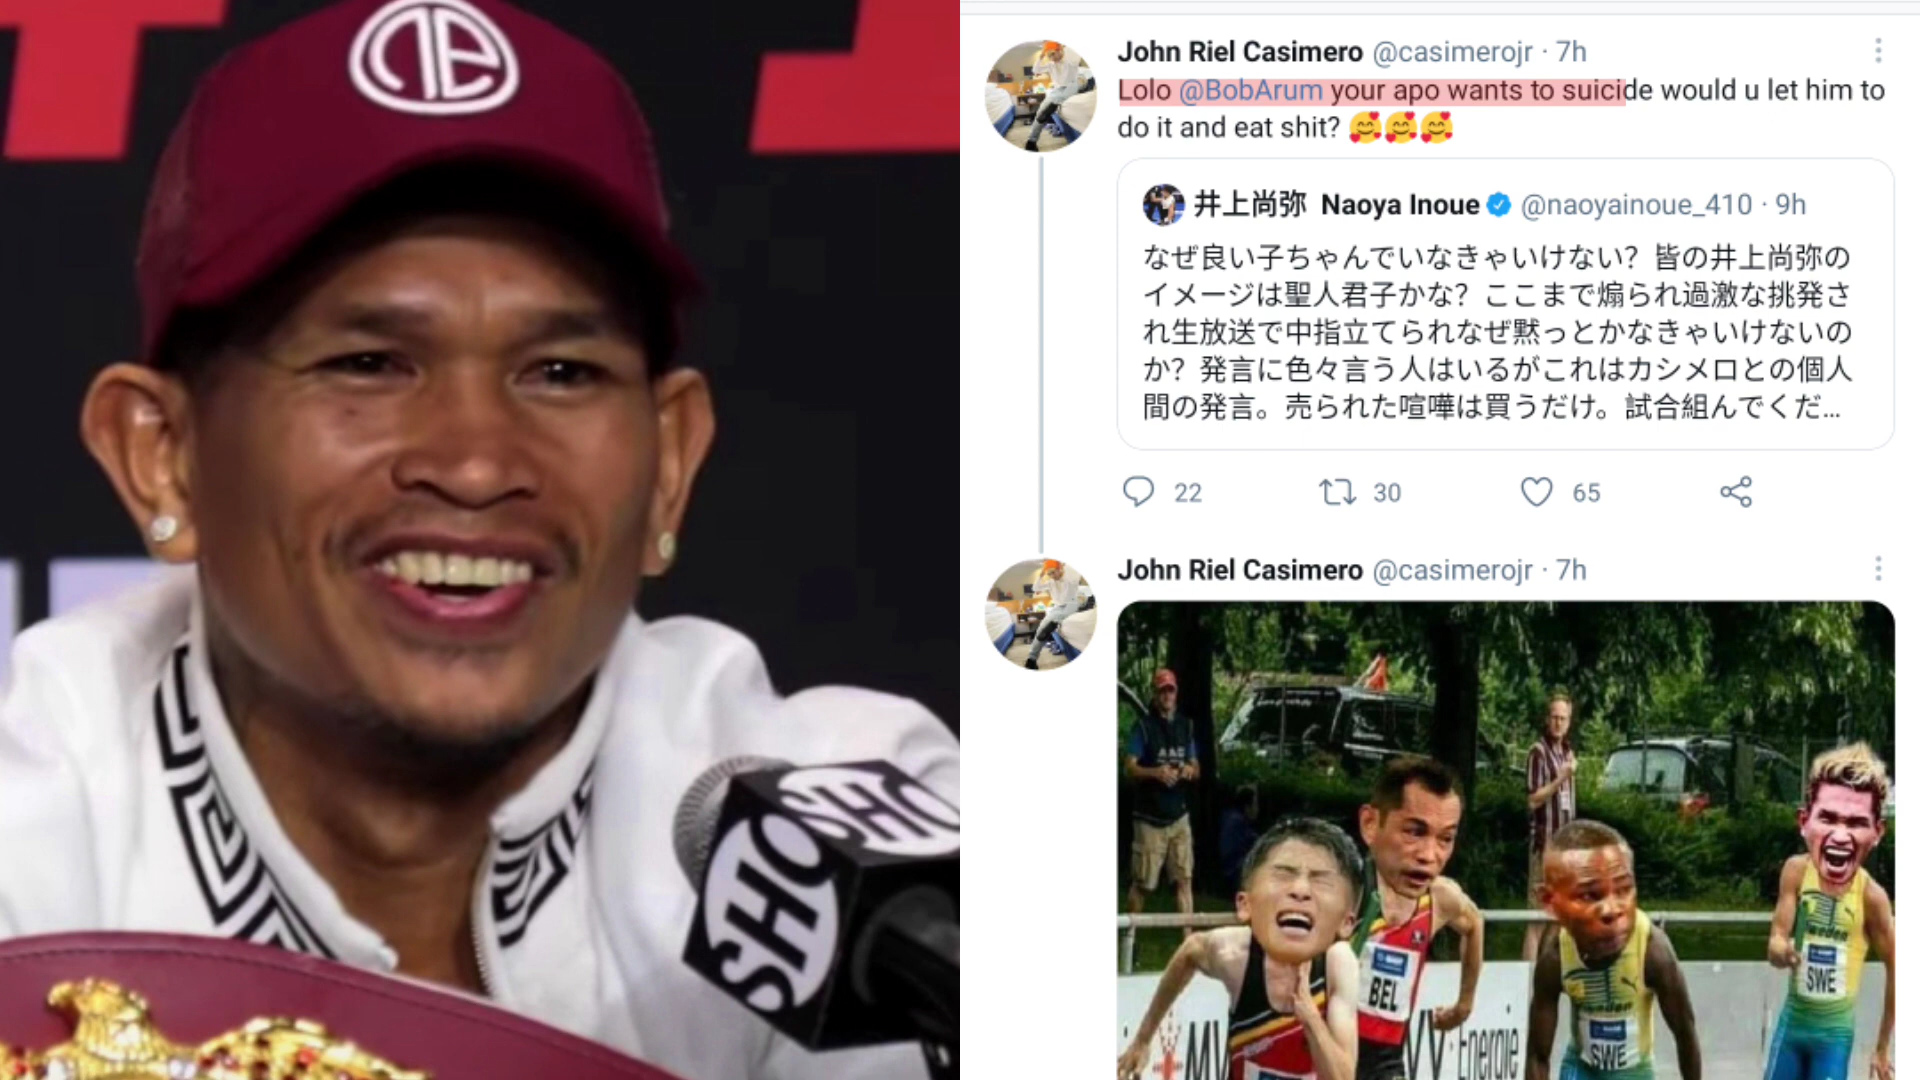 SHO
SHO
John Riel Casimero @casimerojr · 7h
Lolo @BobArum your apo wants to suicide would u let him to
do it and eat shit? 🥰🥰🥰
井上尚弥 Naoya Inoue @naoyainoue_410 · 9h
なぜ良い子ちゃんでいなきゃいけない？皆の井上尚弥の
イメージは聖人君子かな？ここまで煽られ過激な挑発さ
れ生放送で中指立てられなぜ黙っとかなきゃいけないの
か？発言に色々言う人はいるがこれはカシメロとの個人
間の発言。売られた喧嘩は買うだけ。試合組んでくだ…
22 30 65
John Riel Casimero @casimerojr · 7h
BEL
SWE
Energie
SWE